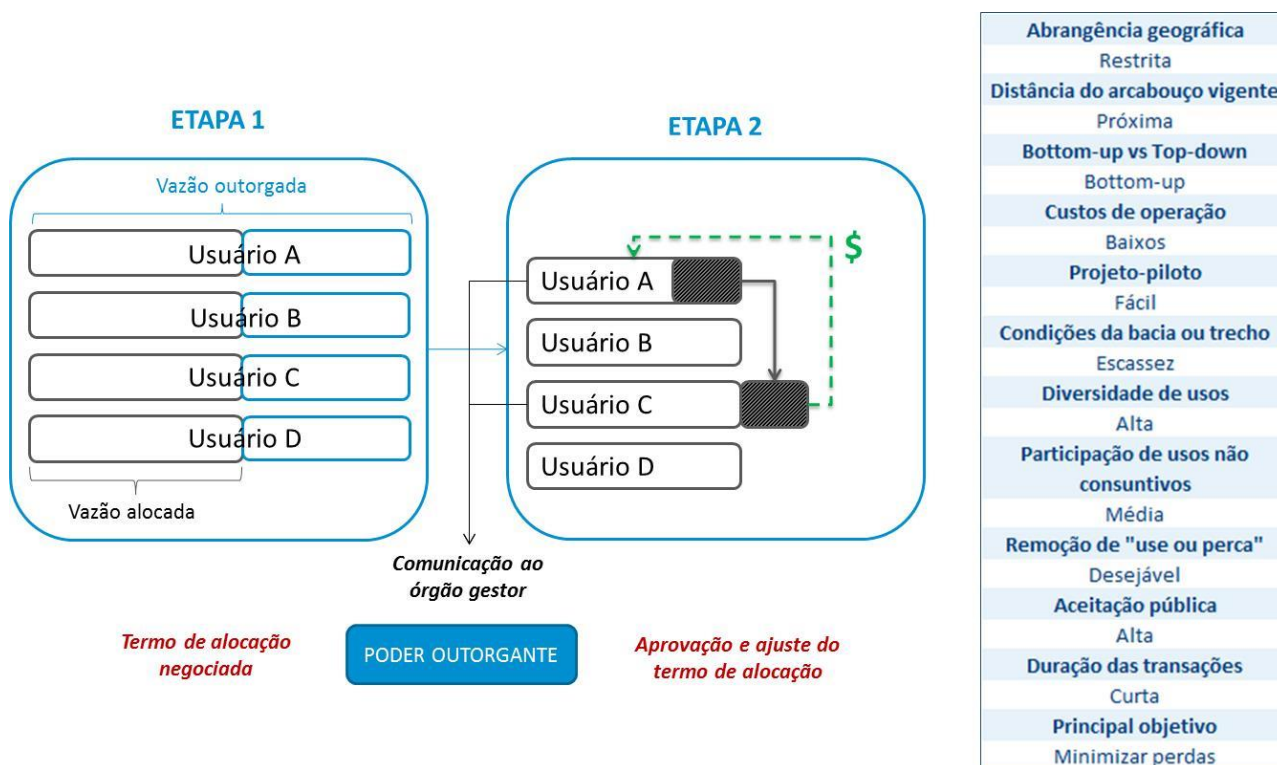 ETAPA 1
Vazão outorgada
Usuário A
Usuário B
Usuário C
Usuário D
Vazão alocada
ETAPA 2
$
Usuário A
Usuário B
Usuário C
Usuário D
Comunicação ao
órgão gestor
Termo de alocação
negociada
PODER OUTORGANTE
Aprovação e ajuste do
termo de alocação
Abrangência geográfica
Restrita
Distância do arcabouço vigente
Próxima
Bottom-up vs Top-down
Bottom-up
Custos de operação
Baixos
Projeto-piloto
Fácil
Condições da bacia ou trecho
Escassez
Diversidade de usos
Alta
Participação de usos não
consuntivos
Média
Remoção de "use ou perca"
Desejável
Aceitação pública
Alta
Duração das transações
Curta
Principal objetivo
Minimizar perdas